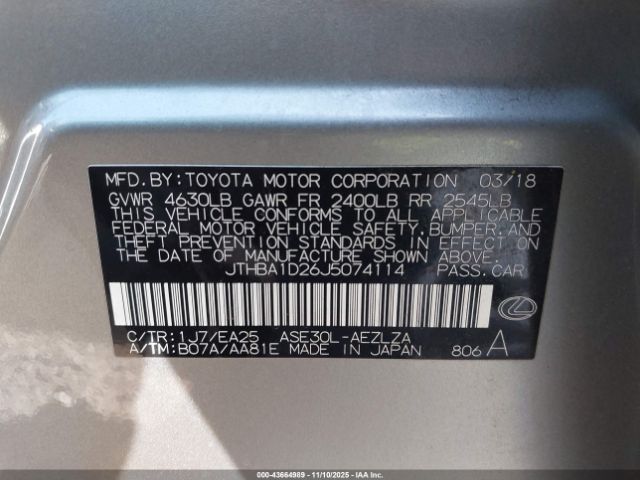 MFD.BY:TOYOTA MOTOR CORPORATION 03/18
GVWR 4630LB GAWR FR 2400LB RR 2545LB
THIS VEHICLE CONFORMS TO ALL APPLICABLE
FEDERAL MOTOR VEHICLE SAFETY,BUMPER,AND
THEFT PREVENTION STANDARDS IN EFFECT ON
THE DATE OF MANUFACTURE SHOWN ABOVE.
JTHBA1D26J5074114 PASS.CAR
C/TR:1J7/EA25 ASE30L-AEZLZA
A/TM:B07A/AA81E MADE IN JAPAN 806 A
000-43664989 - 11/10/2025 - IAAI.com